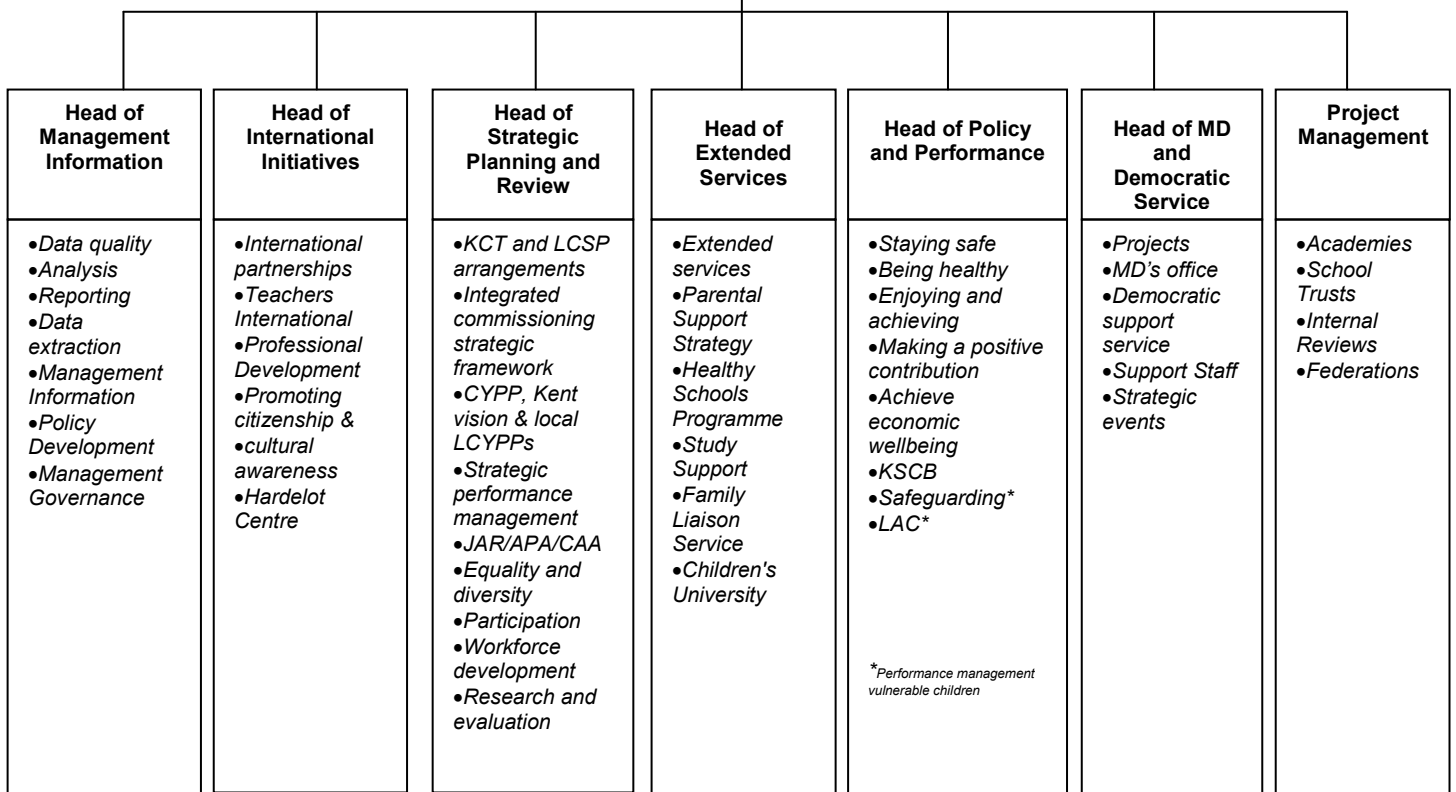 Head of
Management
Information
•Data quality
•Analysis
•Reporting
•Data
extraction
•Management
Information
•Policy
Development
•Management
Governance
Head of
International
Initiatives
•International
partnerships
•Teachers
International
•Professional
Development
•Promoting
citizenship &
•cultural
awareness
•Hardelot
Centre
Head of
Strategic
Planning and
Review
•KCT and LCSP
arrangements
•Integrated
commissioning
strategic
framework
•CYPP, Kent
vision & local
LCYPPs
•Strategic
performance
management
•JAR/APA/CAA
•Equality and
diversity
•Participation
•Workforce
development
•Research and
evaluation
Head of
Extended
Services
•Extended
services
•Parental
Support
Strategy
•Healthy
Schools
Programme
•Study
Support
•Family
Liaison
Service
•Children's
University
Head of Policy
and Performance
•Staying safe
•Being healthy
•Enjoying and
achieving
•Making a positive
contribution
•Achieve
economic
wellbeing
•KSCB
•Safeguarding*
•LAC*
*Performance management
vulnerable children
Head of MD
and
Democratic
Service
•Projects
•MD's office
•Democratic
support
service
•Support Staff
•Strategic
events
Project
Management
•Academies
•School
Trusts
•Internal
Reviews
•Federations